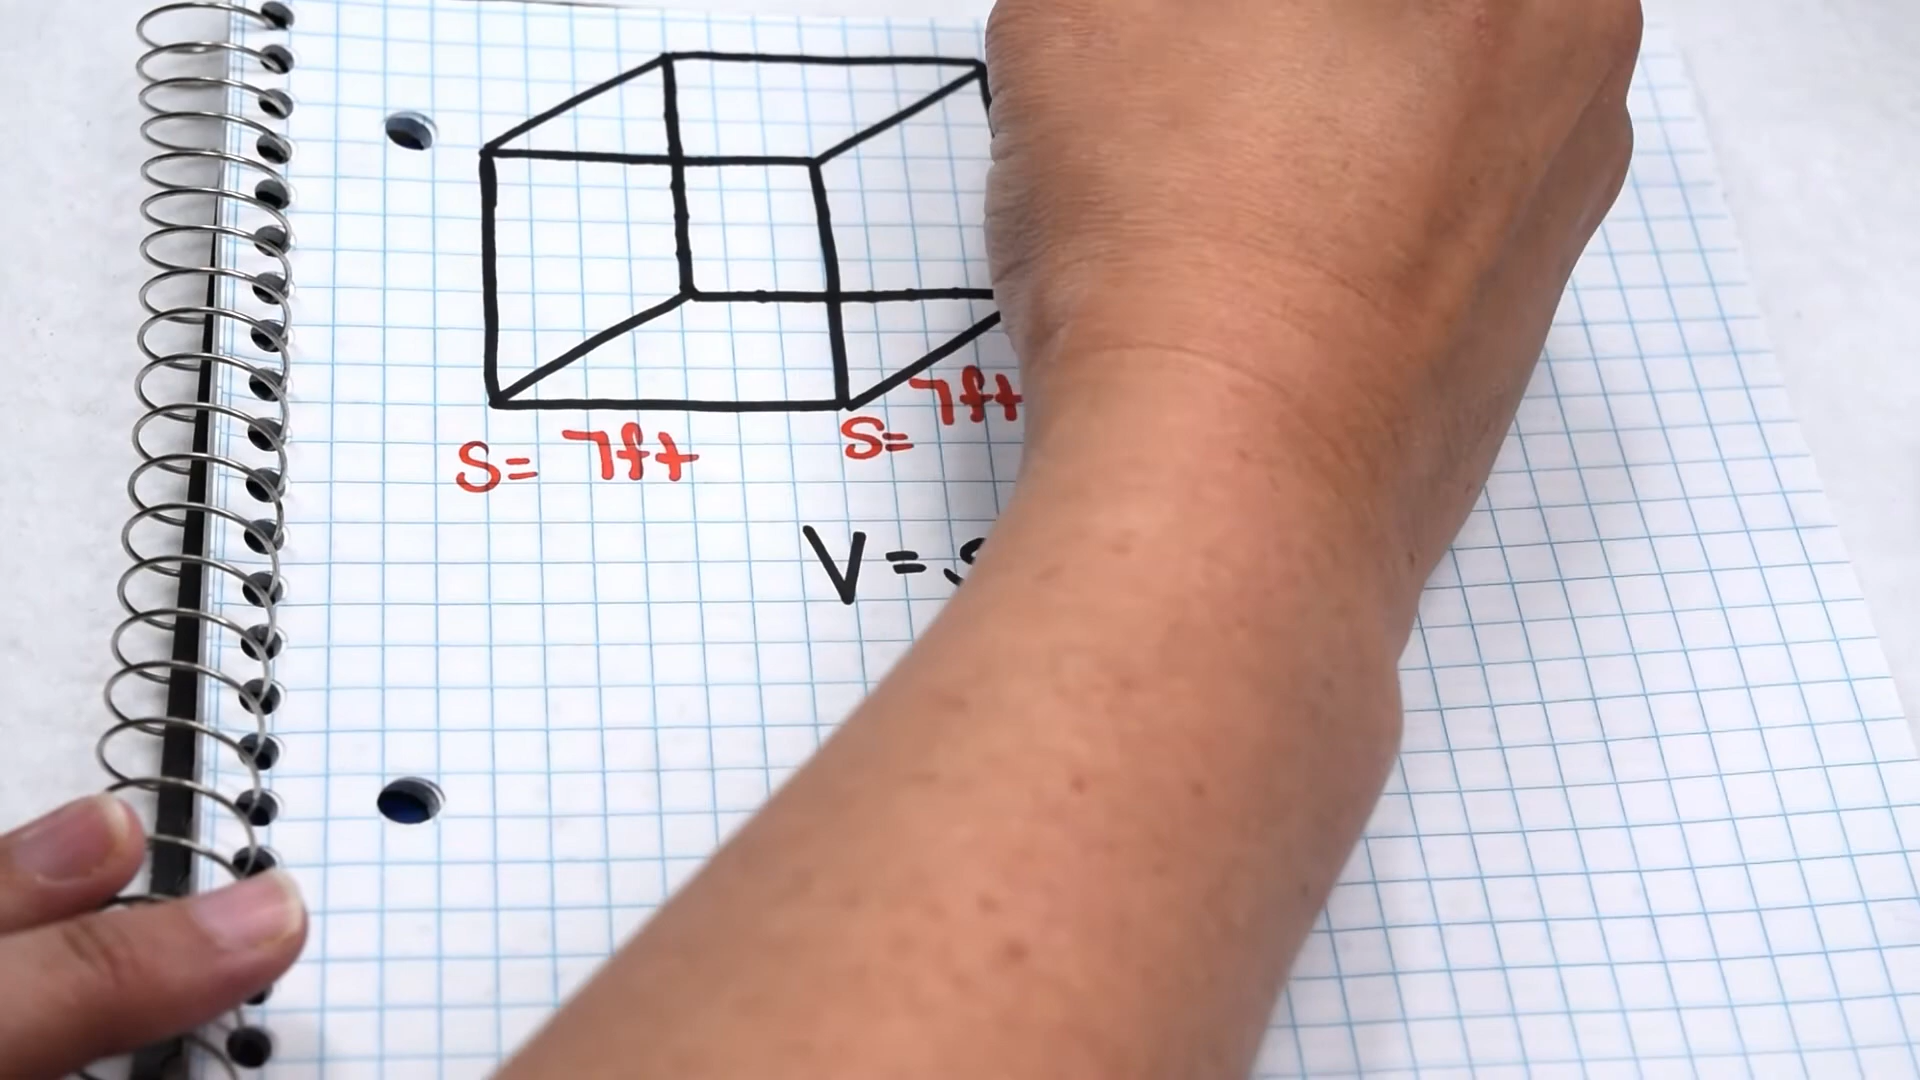 S= 7ft
S= 7ft
V = s